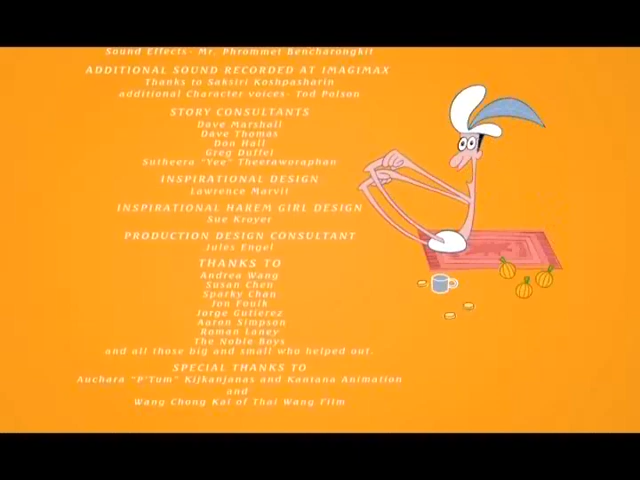 Sound Effects- Mr. Phrommet Bencharongkit
ADDITIONAL SOUND RECORDED AT IMAGIMAX
Thanks to Saksiri Koshpasharin
additional Character voices- Tod Polson
STORY CONSULTANTS
Dave Marshall
Dave Thomas
Don Hall
Greg Duffel
Sutheera "Yee" Theeraworaphan
INSPIRATIONAL DESIGN
Lawrence Marvit
INSPIRATIONAL HAREM GIRL DESIGN
Sue Kroyer
PRODUCTION DESIGN CONSULTANT
Jules Engel
THANKS TO
Andrea Wang
Susan Chen
Sparky Chan
Jon Foulk
Jorge Gutierez
Aaron Simpson
Roman Laney
The Noble Boys
and all those big and small who helped out.
SPECIAL THANKS TO
Auchara "P'Tum" Kijkanjanas and Kantana Animation
and
Wang Chong Kai of Thai Wang Film